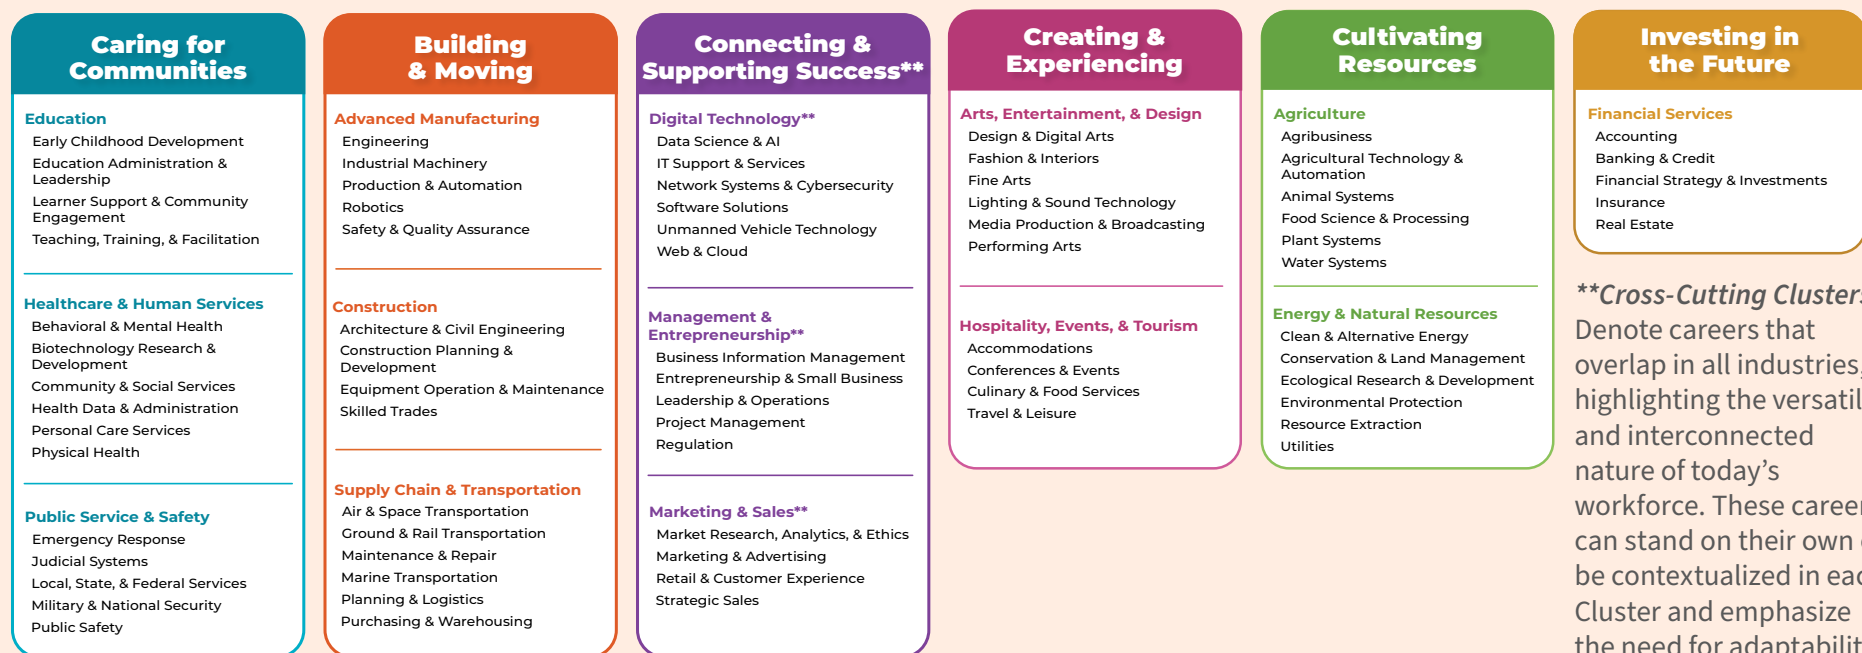 Caring for
Communities
Education
Early Childhood Development
Education Administration &
Leadership
Learner Support & Community
Engagement
Teaching, Training, & Facilitation
Healthcare & Human Services
Behavioral & Mental Health
Biotechnology Research &
Development
Community & Social Services
Health Data & Administration
Personal Care Services
Physical Health
Public Service & Safety
Emergency Response
Judicial Systems
Local, State, & Federal Services
Military & National Security
Public Safety
Building
& Moving
Advanced Manufacturing
Engineering
Industrial Machinery
Production & Automation
Robotics
Safety & Quality Assurance
Construction
Architecture & Civil Engineering
Construction Planning &
Development
Equipment Operation & Maintenance
Skilled Trades
Supply Chain & Transportation
Air & Space Transportation
Ground & Rail Transportation
Maintenance & Repair
Marine Transportation
Planning & Logistics
Purchasing & Warehousing
Connecting &
Supporting Success**
Digital Technology**
Data Science & AI
IT Support & Services
Network Systems & Cybersecurity
Software Solutions
Unmanned Vehicle Technology
Web & Cloud
Management &
Entrepreneurship**
Business Information Management
Entrepreneurship & Small Business
Leadership & Operations
Project Management
Regulation
Marketing & Sales**
Market Research, Analytics, & Ethics
Marketing & Advertising
Retail & Customer Experience
Strategic Sales
Creating &
Experiencing
Arts, Entertainment, & Design
Design & Digital Arts
Fashion & Interiors
Fine Arts
Lighting & Sound Technology
Media Production & Broadcasting
Performing Arts
Hospitality, Events, & Tourism
Accommodations
Conferences & Events
Culinary & Food Services
Travel & Leisure
Cultivating
Resources
Agriculture
Agribusiness
Agricultural Technology &
Automation
Animal Systems
Food Science & Processing
Plant Systems
Water Systems
Energy & Natural Resources
Clean & Alternative Energy
Conservation & Land Management
Ecological Research & Development
Environmental Protection
Resource Extraction
Utilities
Investing in
the Future
Financial Services
Accounting
Banking & Credit
Financial Strategy & Investments
Insurance
Real Estate
**Cross-Cutting Clusters
Denote careers that
overlap in all industries,
highlighting the versatil
and interconnected
nature of today's
workforce. These career
can stand on their own
be contextualized in eac
Cluster and emphasize
the need for adaptabilit